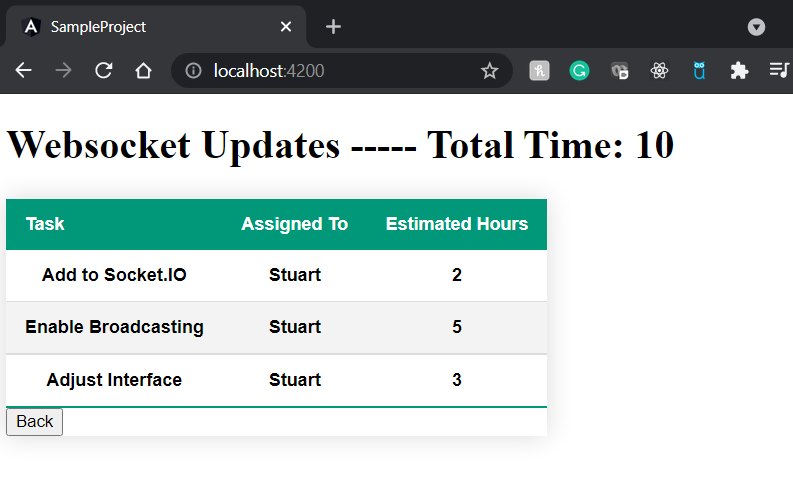 SampleProject
localhost:4200
Websocket Updates ----- Total Time: 10
Task Assigned To Estimated Hours
Add to Socket.IO Stuart 2
Enable Broadcasting Stuart 5
Adjust Interface Stuart 3
Back